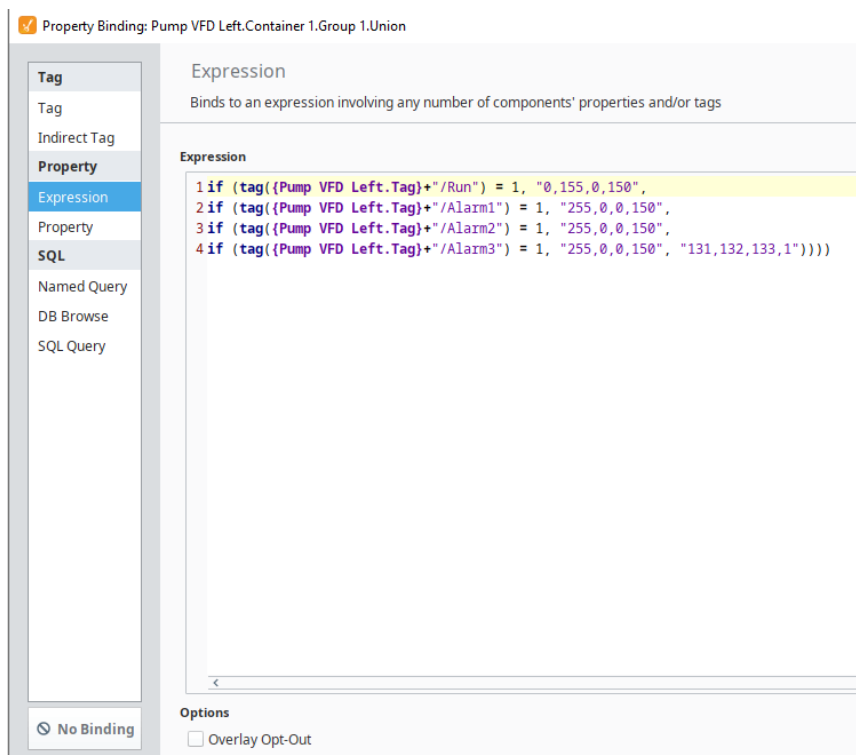 Property Binding: Pump VFD Left.Container 1.Group 1.Union
Tag
Tag
Indirect Tag
Property
Expression
Property
SQL
Named Query
DB Browse
SQL Query
No Binding
Expression
Binds to an expression involving any number of components' properties and/or tags
Expression
1 if (tag({Pump VFD Left.Tag}+"/Run") = 1, "0,155,0,150",
2 if (tag({Pump VFD Left.Tag}+"/Alarm1") = 1, "255,0,0,150",
3 if (tag({Pump VFD Left.Tag}+"/Alarm2") = 1, "255,0,0,150",
4 if (tag({Pump VFD Left.Tag}+"/Alarm3") = 1, "255,0,0,150", "131,132,133,1"))))
Options
Overlay Opt-Out